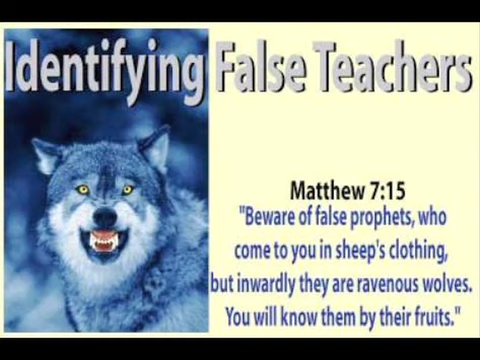 Identifying False Teachers
Matthew 7:15
"Beware of false prophets, who
come to you in sheep's clothing,
but inwardly they are ravenous wolves.
You will know them by their fruits."